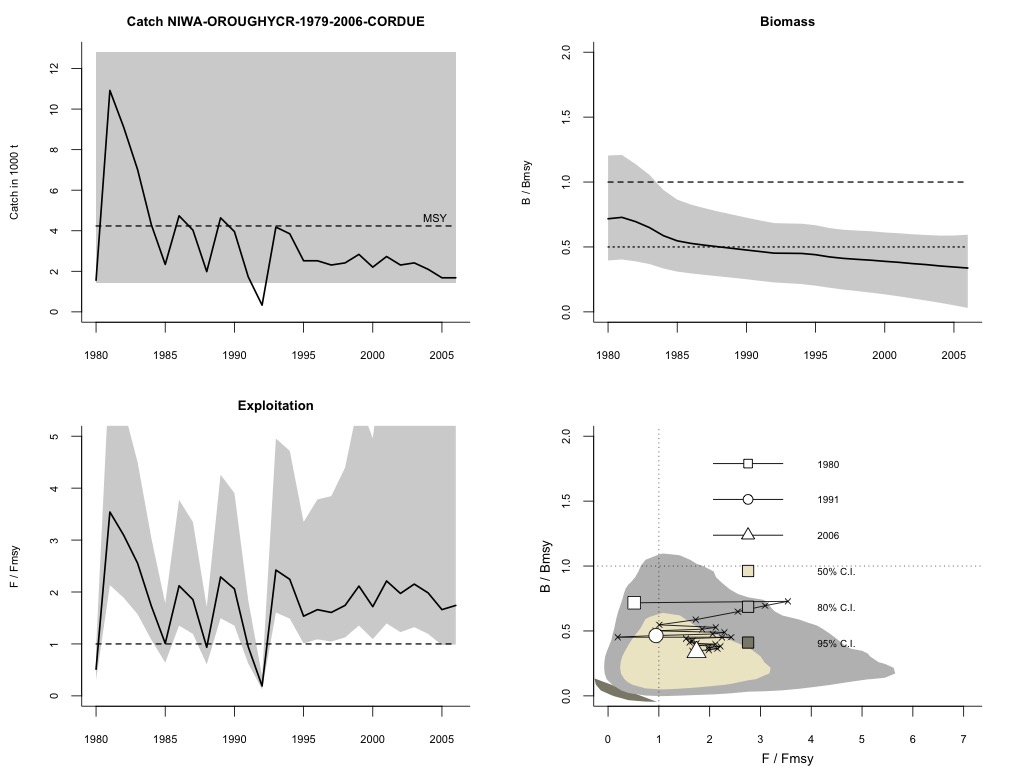 Catch NIWA-OROUGHYCR-1979-2006-CORDUE
Catch in 1000 t
12
10
8
6
4
2
0
MSY
1980 1985 1990 1995 2000 2005
Biomass
B / Bmsy
2.0
1.5
1.0
0.5
0.0
1980 1985 1990 1995 2000 2005
Exploitation
F / Fmsy
5
4
3
2
1
0
1980 1985 1990 1995 2000 2005
B / Bmsy
2.0
1.5
1.0
0.5
0.0
1980
1991
2006
50% C.I.
80% C.I.
95% C.I.
0 1 2 3 4 5 6 7
F / Fmsy